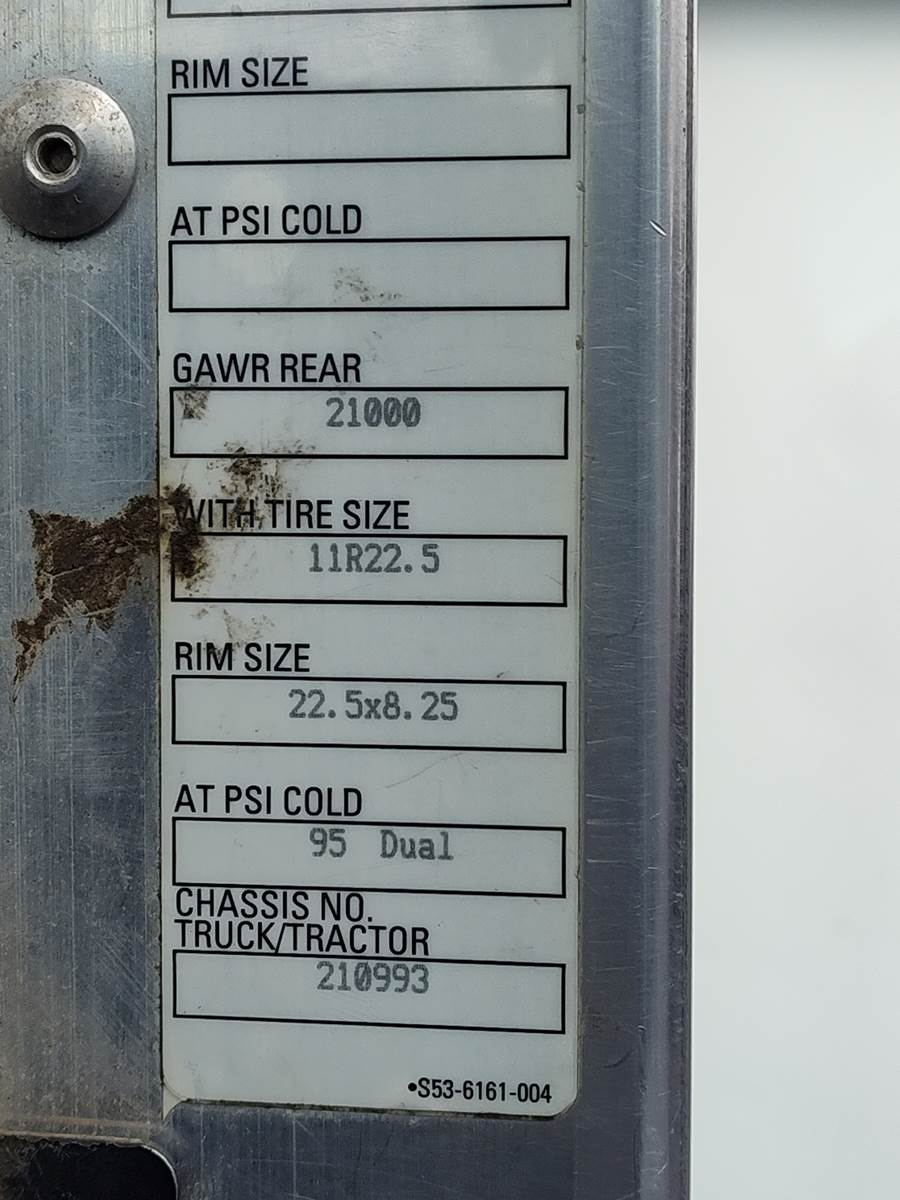 RIM SIZE
AT PSI COLD
GAWR REAR
21000
WITH TIRE SIZE
11R22.5
RIM SIZE
22.5x8.25
AT PSI COLD
95 Dual
CHASSIS NO.
TRUCK/TRACTOR
210993
•S53-6161-004